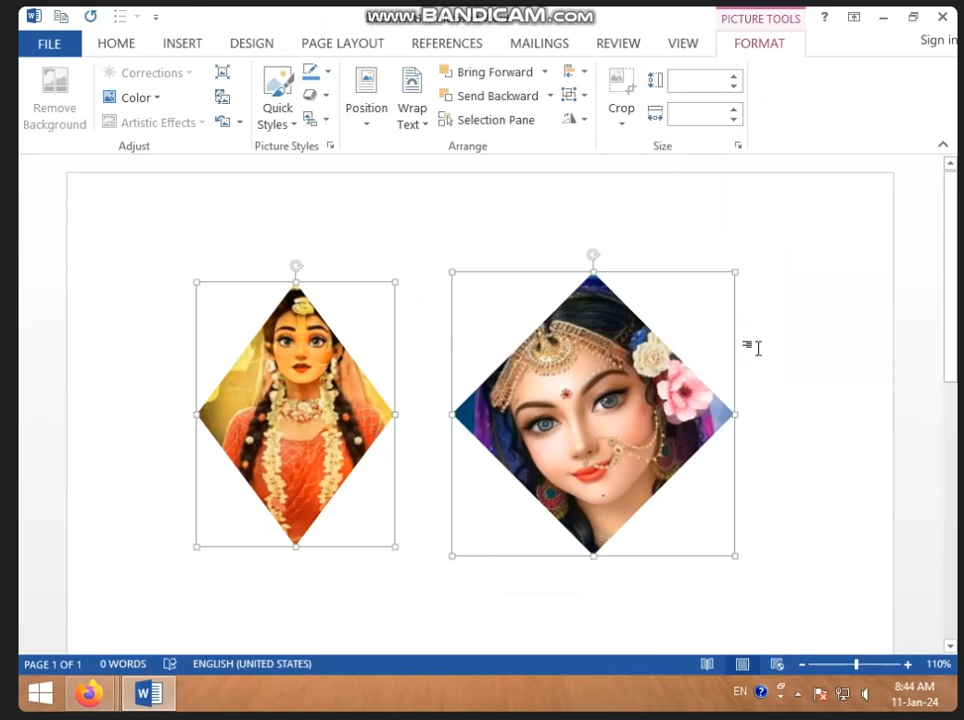 www.BANDICAM.com
PICTURE TOOLS
?
FILE HOME INSERT DESIGN PAGE LAYOUT REFERENCES MAILINGS REVIEW VIEW FORMAT Sign in
Remove Background
Corrections
Color
Artistic Effects
Adjust
Quick Styles
Picture Styles
Position
Wrap Text
Bring Forward
Send Backward
Selection Pane
Arrange
Crop
Size
PAGE 1 OF 1 0 WORDS ENGLISH (UNITED STATES) 110%
EN 8:44 AM
11-Jan-24